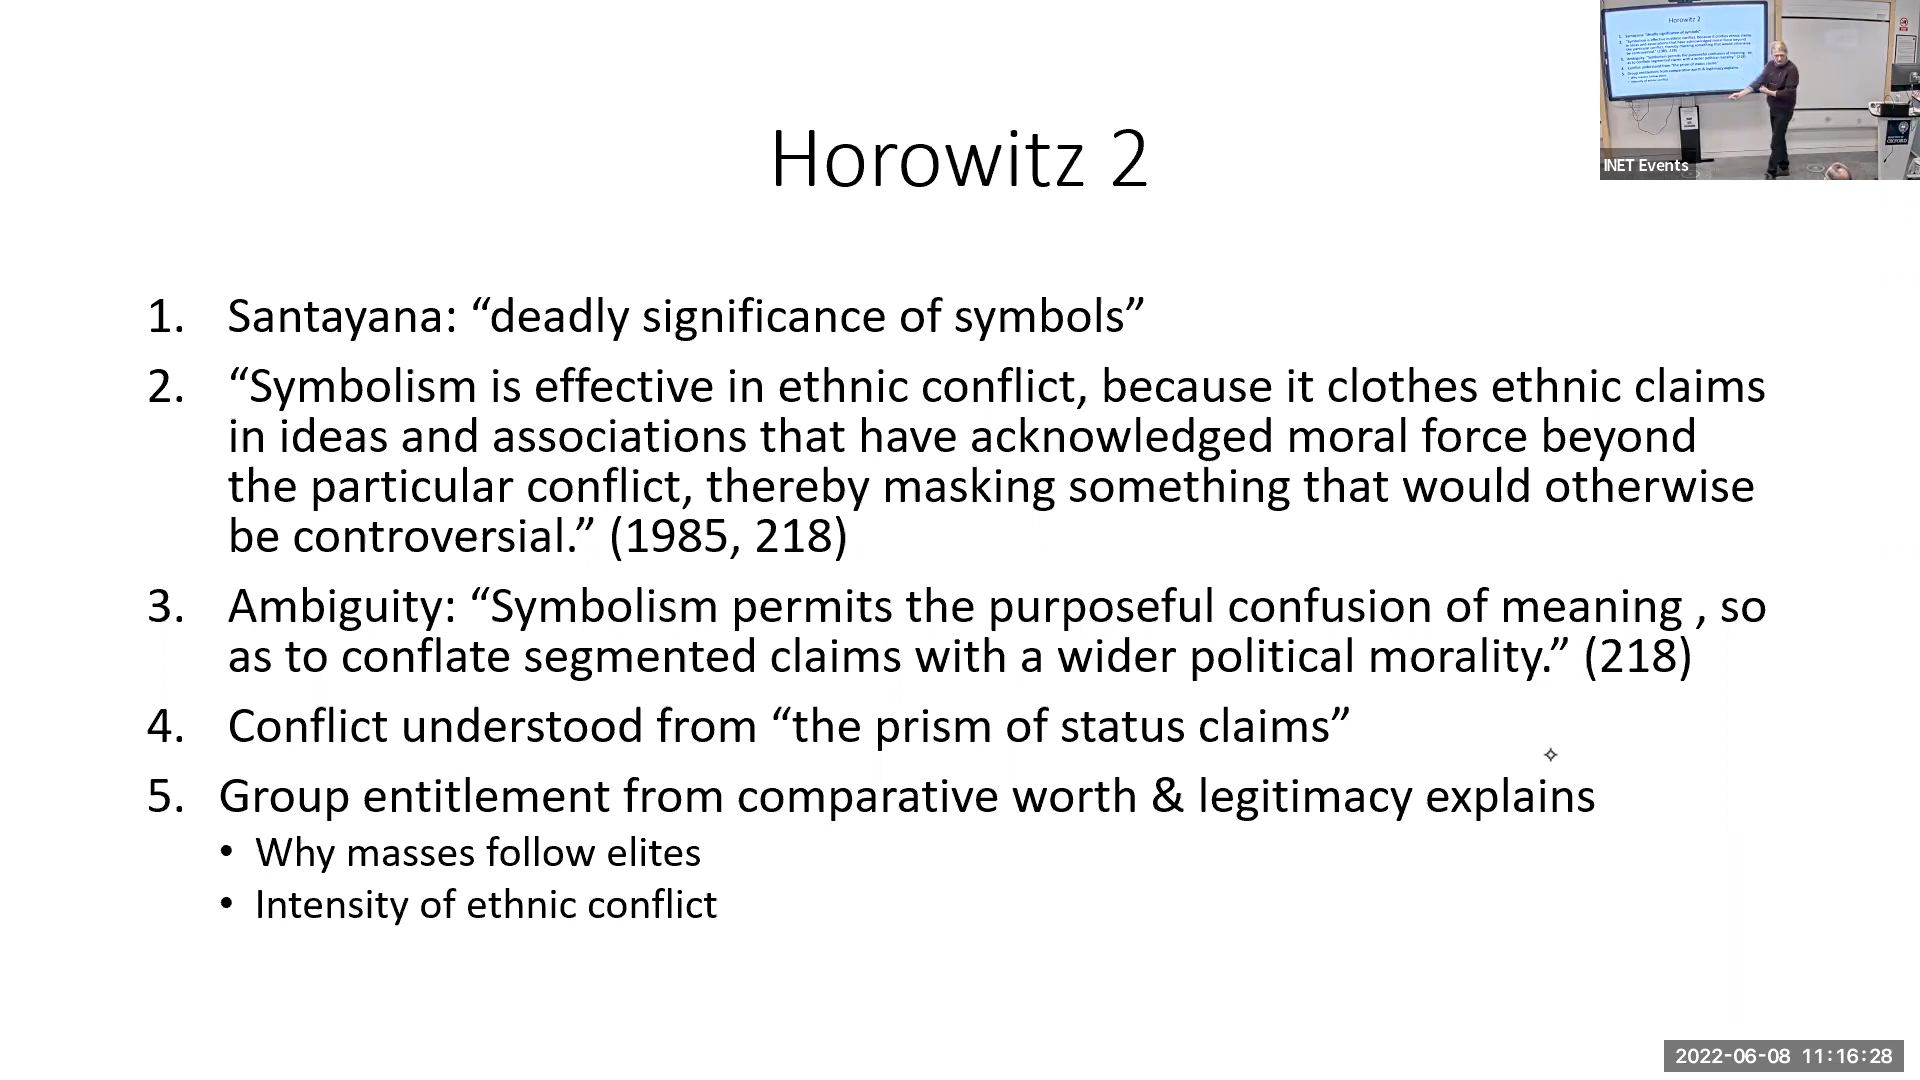 Horowitz 2
1. Santayana: “deadly significance of symbols”
2. “Symbolism is effective in ethnic conflict, because it clothes ethnic claims
in ideas and associations that have acknowledged moral force beyond
the particular conflict, thereby masking something that would otherwise
be controversial.” (1985, 218)
3. Ambiguity: “Symbolism permits the purposeful confusion of meaning , so
as to conflate segmented claims with a wider political morality.” (218)
4. Conflict understood from “the prism of status claims”
5. Group entitlement from comparative worth & legitimacy explains
• Why masses follow elites
• Intensity of ethnic conflict
Horowitz 2
INET Events
OXFORD
2022-06-08 11:16:28